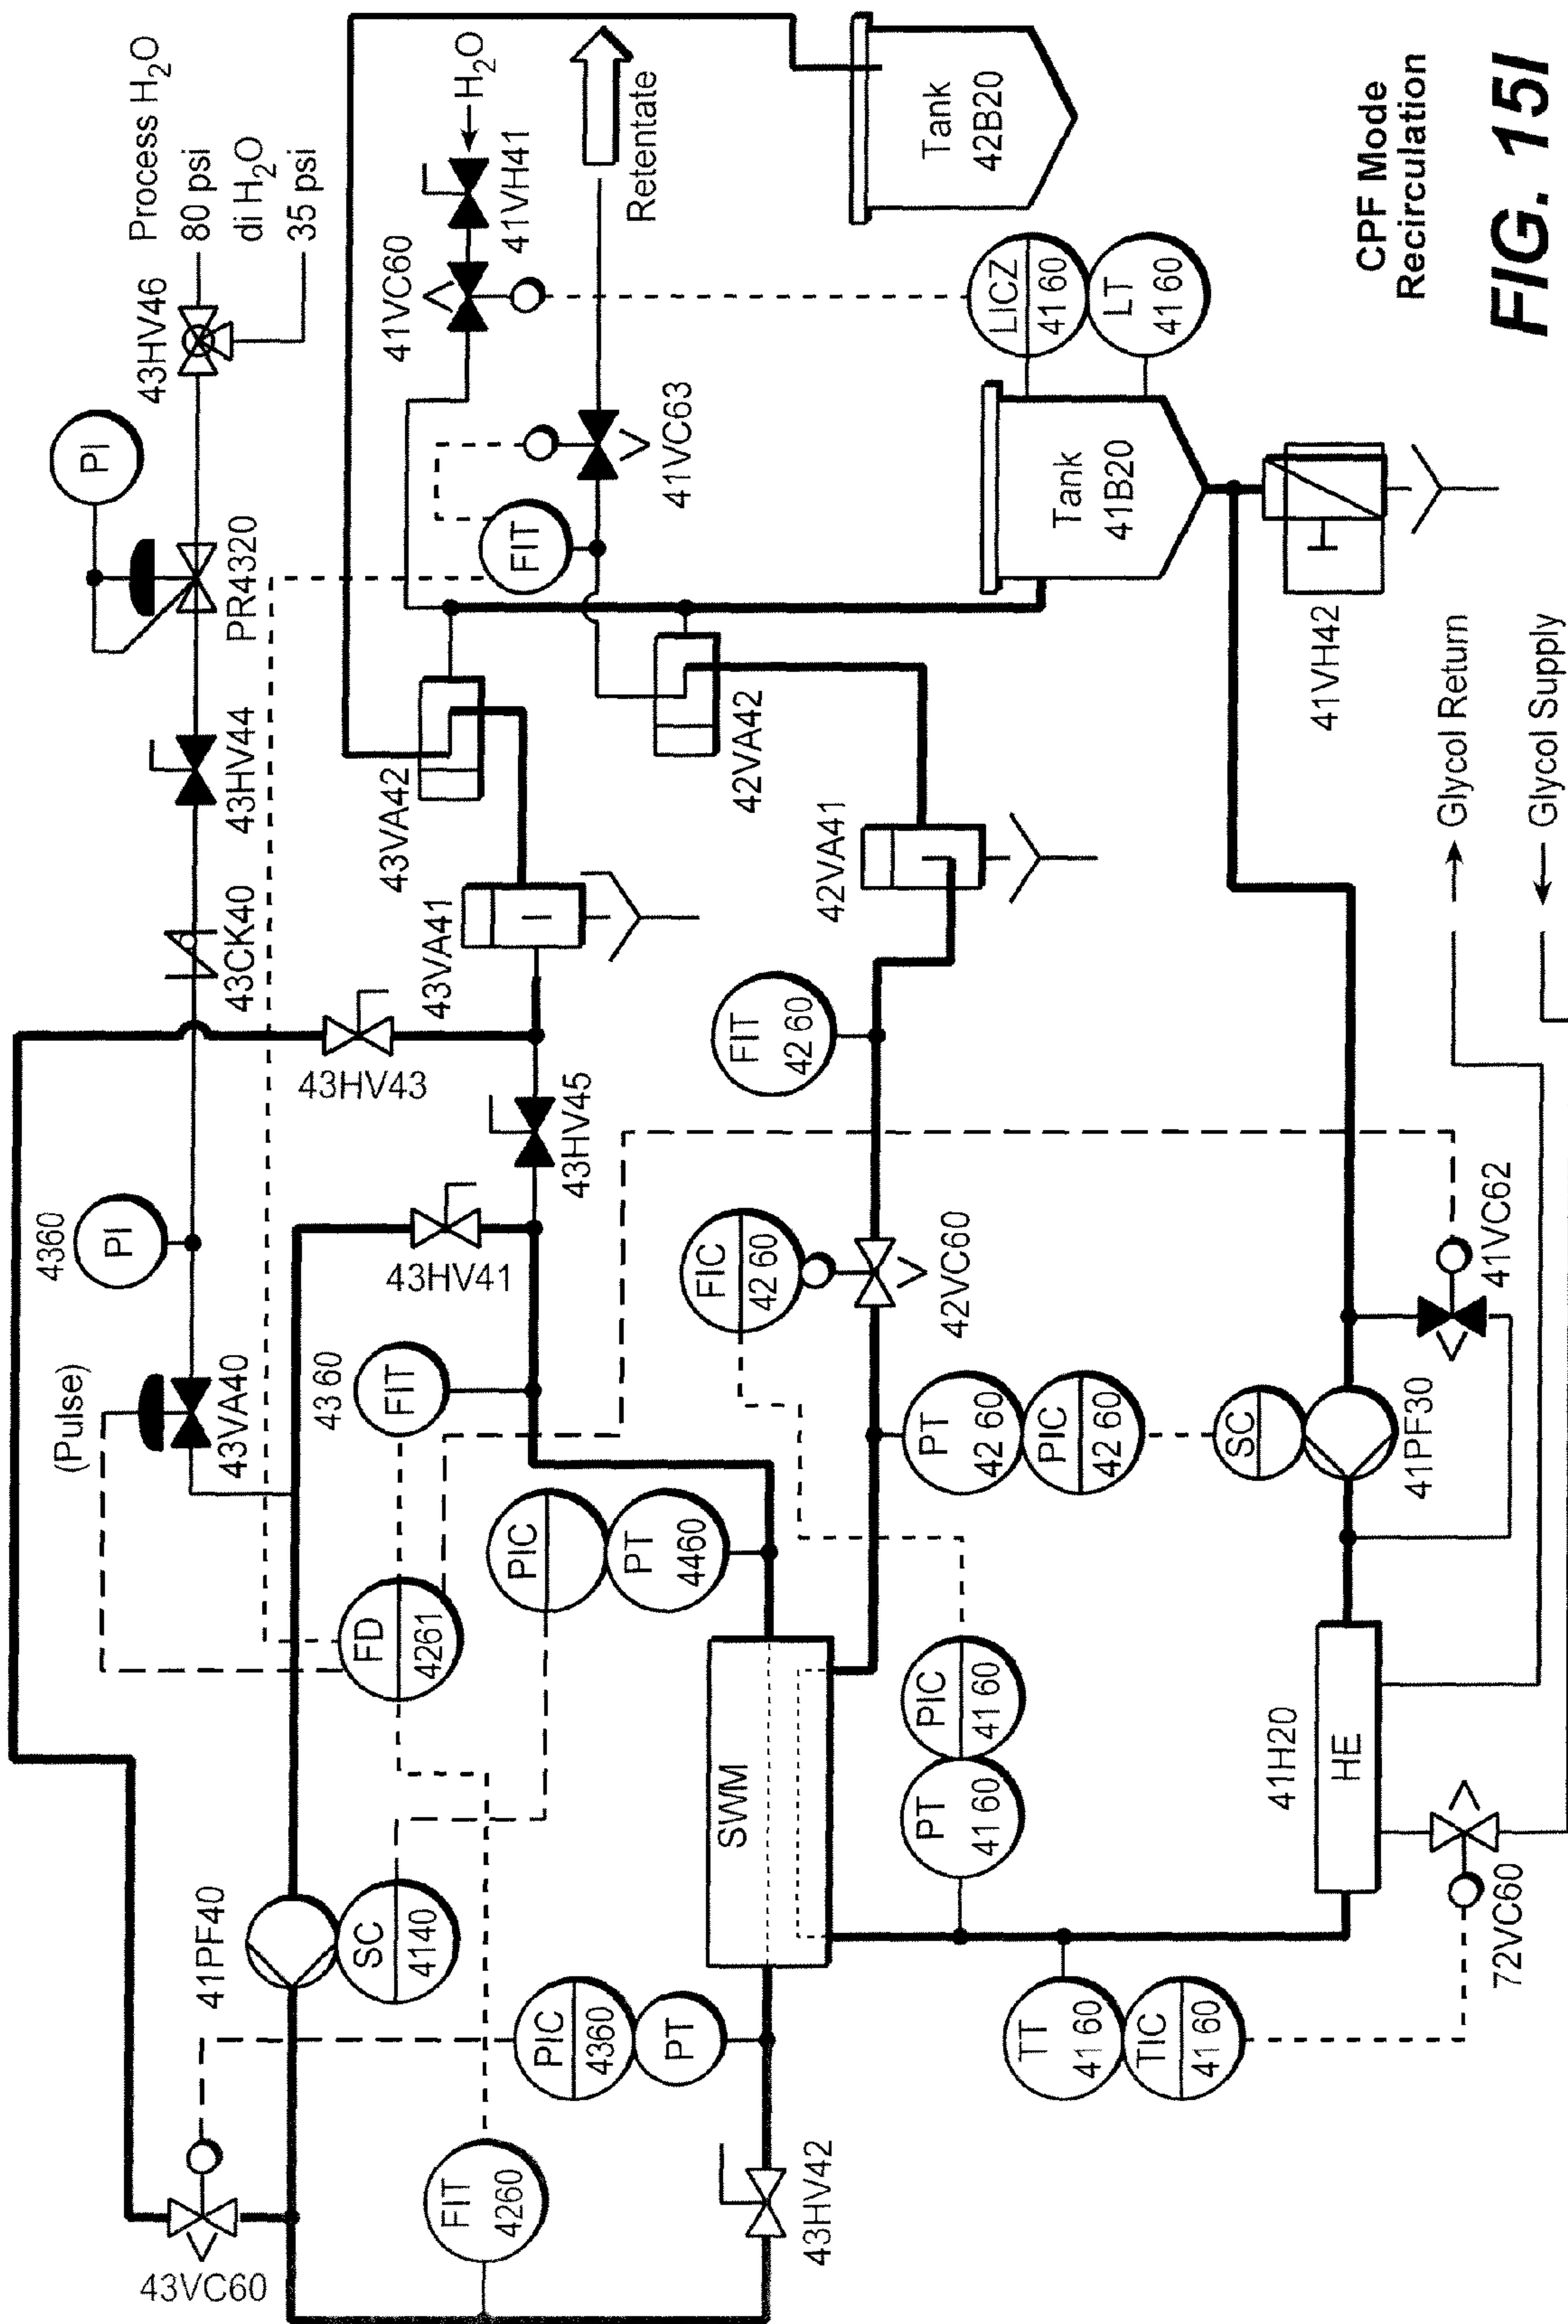 Process H₂O
80 psi
di H₂O
35 psi
43HV46
PI
PR4320
43HV44
43CK40
4360
PI
(Pulse)
43VA40
H₂O
41VH41
41VC60
Retentate
41VC63
FIT
Tank
42B20
43VA42
42VA42
43VA41
42VA41
43HV43
43HV45
43HV41
4360
FIT
FD
4261
PIC
PT
4460
41PF40
SC
4140
43VC60
PIC
4360
PT
FIT
4260
43HV42
SWM
FIT
42 60
FIC
42 60
42VC60
PT
42 60
PIC
42 60
PIC
41 60
PT
41 60
TT
41 60
TIC
41 60
SC
41PF30
41VC62
41H20
HE
72VC60
LICZ
41 60
LT
41 60
Tank
41B20
41VH42
Glycol Return
Glycol Supply
CPF Mode
Recirculation
FIG. 15I